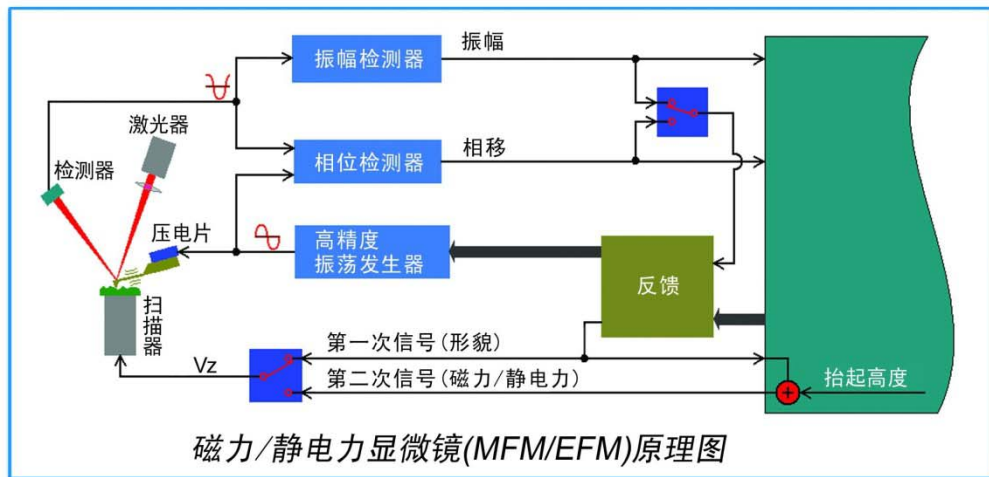 振幅检测器
振幅
激光器
检测器
相位检测器
相移
压电片
高精度
振荡发生器
反馈
扫描器
第一次信号(形貌)
Vz
第二次信号(磁力/静电力)
抬起高度
磁力/静电力显微镜(MFM/EFM)原理图